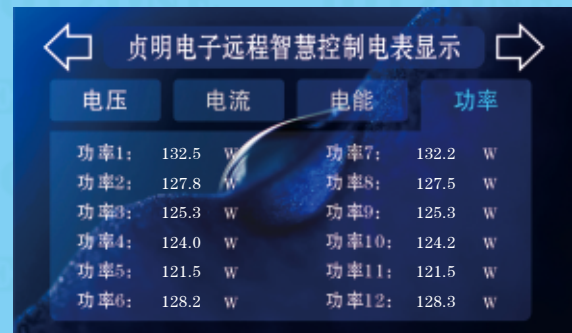 贞明电子远程智慧控制电表显示
电压 电流 电能 功率
功率1: 132.5 W 功率7: 132.2 W
功率2: 127.8 W 功率8: 127.5 W
功率3: 125.3 W 功率9: 125.3 W
功率4: 124.0 W 功率10: 124.2 W
功率5: 121.5 W 功率11: 121.5 W
功率6: 128.2 W 功率12: 128.3 W